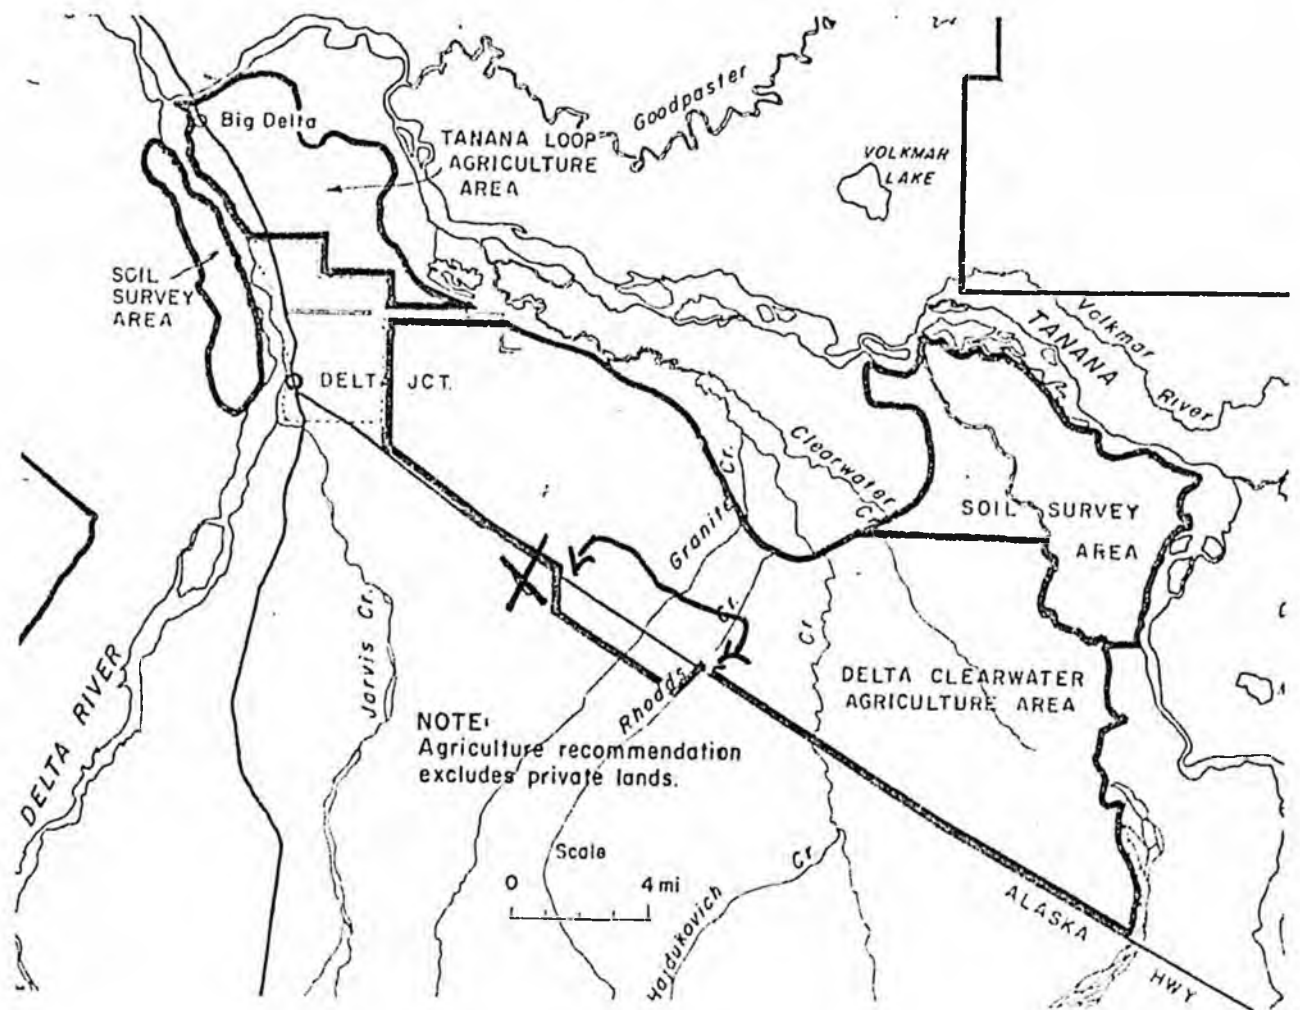 Goodpaster
Big Delta
TANANA LOOP
AGRICULTURE
AREA
VOLKMAR
LAKE
SOIL
SURVEY
AREA
Volkmar
River
TANANA
DELTA JCT.
Clearwater
Cr.
Granite
Cr.
SOIL SURVEY
AREA
Cr.
Rhoads
Cr
Jarvis Cr.
DELTA RIVER
DELTA CLEARWATER
AGRICULTURE AREA
NOTE:
Agriculture recommendation
excludes private lands.
Scale
0 4 mi
Hajdukovich
Cr.
ALASKA
HWY